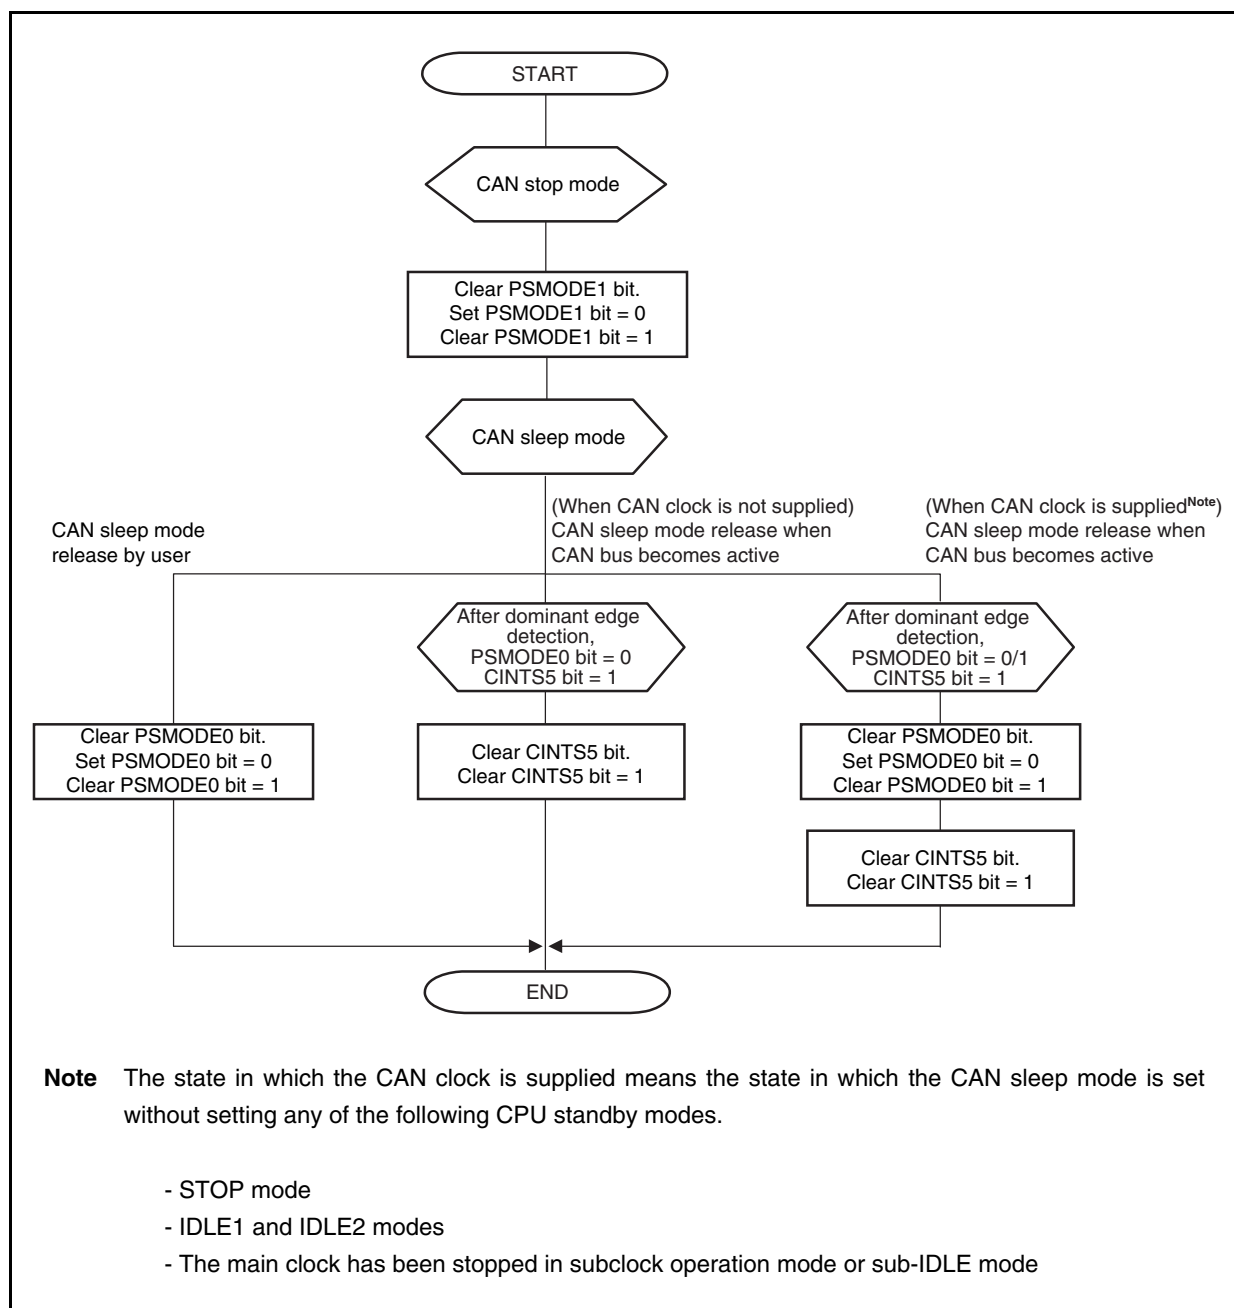 START
CAN stop mode
Clear PSMODE1 bit.
Set PSMODE1 bit = 0
Clear PSMODE1 bit = 1
CAN sleep mode
CAN sleep mode
release by user
(When CAN clock is not supplied)
CAN sleep mode release when
CAN bus becomes active
(When CAN clock is suppliedNote)
CAN sleep mode release when
CAN bus becomes active
After dominant edge
detection,
PSMODE0 bit = 0
CINTS5 bit = 1
After dominant edge
detection,
PSMODE0 bit = 0/1
CINTS5 bit = 1
Clear PSMODE0 bit.
Set PSMODE0 bit = 0
Clear PSMODE0 bit = 1
Clear CINTS5 bit.
Clear CINTS5 bit = 1
Clear PSMODE0 bit.
Set PSMODE0 bit = 0
Clear PSMODE0 bit = 1
Clear CINTS5 bit.
Clear CINTS5 bit = 1
END
Note The state in which the CAN clock is supplied means the state in which the CAN sleep mode is set
without setting any of the following CPU standby modes.
- STOP mode
- IDLE1 and IDLE2 modes
- The main clock has been stopped in subclock operation mode or sub-IDLE mode